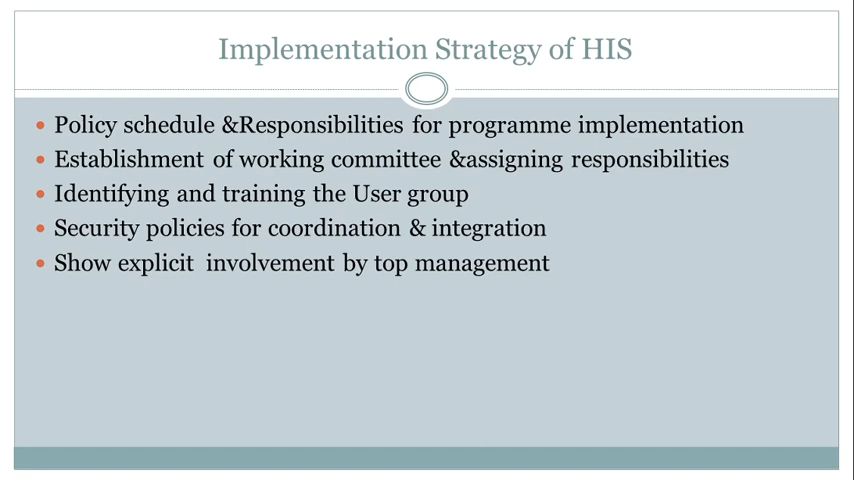 Implementation Strategy of HIS
• Policy schedule &Responsibilities for programme implementation
• Establishment of working committee &assigning responsibilities
• Identifying and training the User group
• Security policies for coordination & integration
• Show explicit involvement by top management